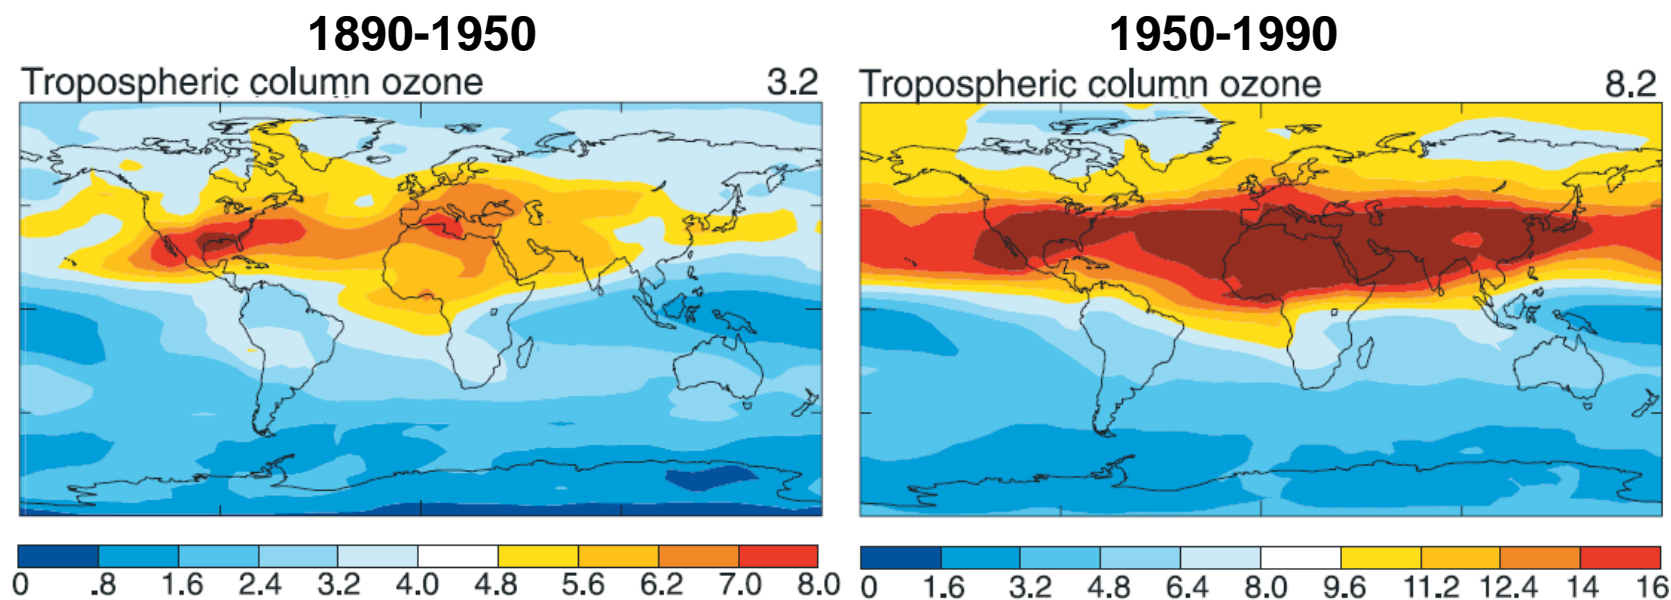 1890-1950
Tropospheric column ozone 3.2
0 .8 1.6 2.4 3.2 4.0 4.8 5.6 6.2 7.0 8.0
1950-1990
Tropospheric column ozone 8.2
0 1.6 3.2 4.8 6.4 8.0 9.6 11.2 12.4 14 16